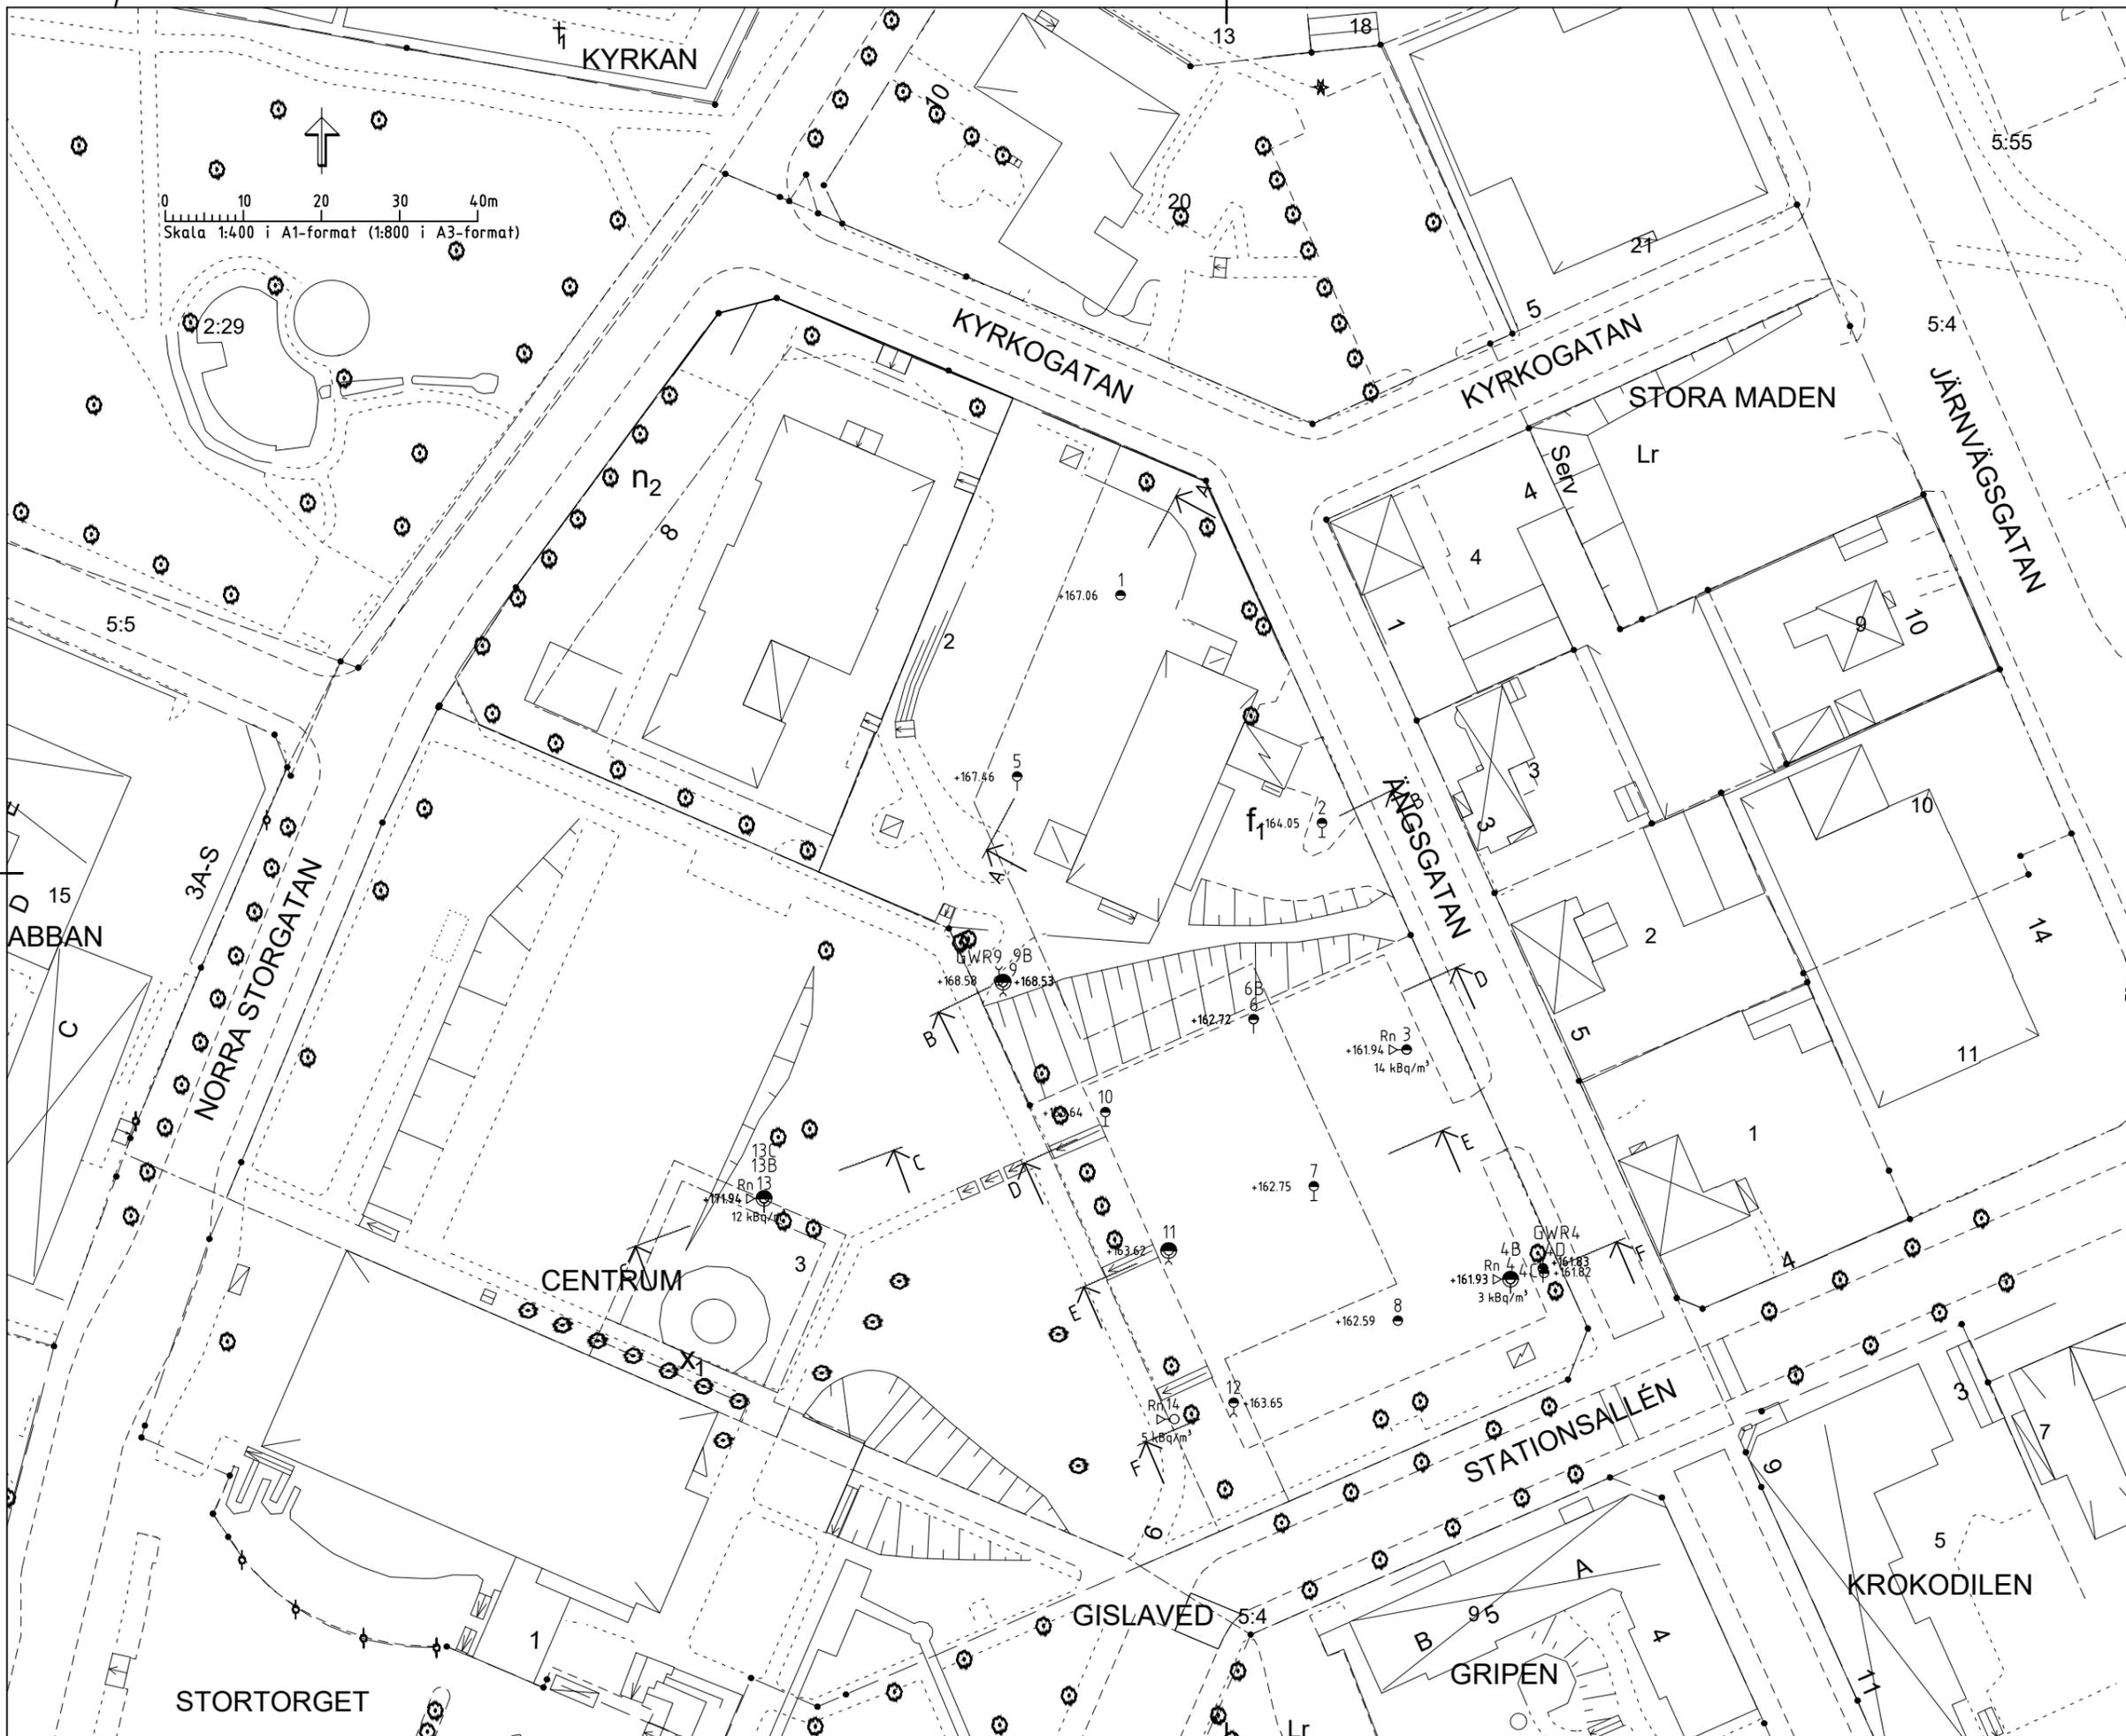 KYRKAN
13
18
10
5:55
0 10 20 30 40m
Skala 1:400 i A1-format (1:800 i A3-format)
20
21
2:29
5
5:4
KYRKOGATAN
KYRKOGATAN
STORA MADEN
JÄRNVÄGSGATAN
n2
8
Serv
Lr
4
4
A
1
+167.06
1
5:5
2
9
10
5
+167.46
3
3
ÄNGSGATAN
B
10
f1
2
+164.05
3A-S
A
15
D
ABBAN
C
NORRA STORGATAN
2
14
GWR9 9B
9
+168.58
+168.53
D
6B
6
+162.72
B
5
Rn 3
+161.94
14 kBq/m³
11
10
1
13C
13B
Rn 13
+171.94
12 kBq/m³
C
D
E
7
+162.75
3
11
+163.62
GWR4
4B 4D
Rn 4
4C
+161.83
+161.82
+161.93
3 kBq/m³
F
4
CENTRUM
C
E
8
+162.59
x1
12
+163.65
Rn14
5 kBq/m³
F
3
7
STATIONSALLÉN
9
6
5
A
KROKODILEN
GISLAVED
5:4
95
B
4
1
GRIPEN
11
STORTORGET
Lr